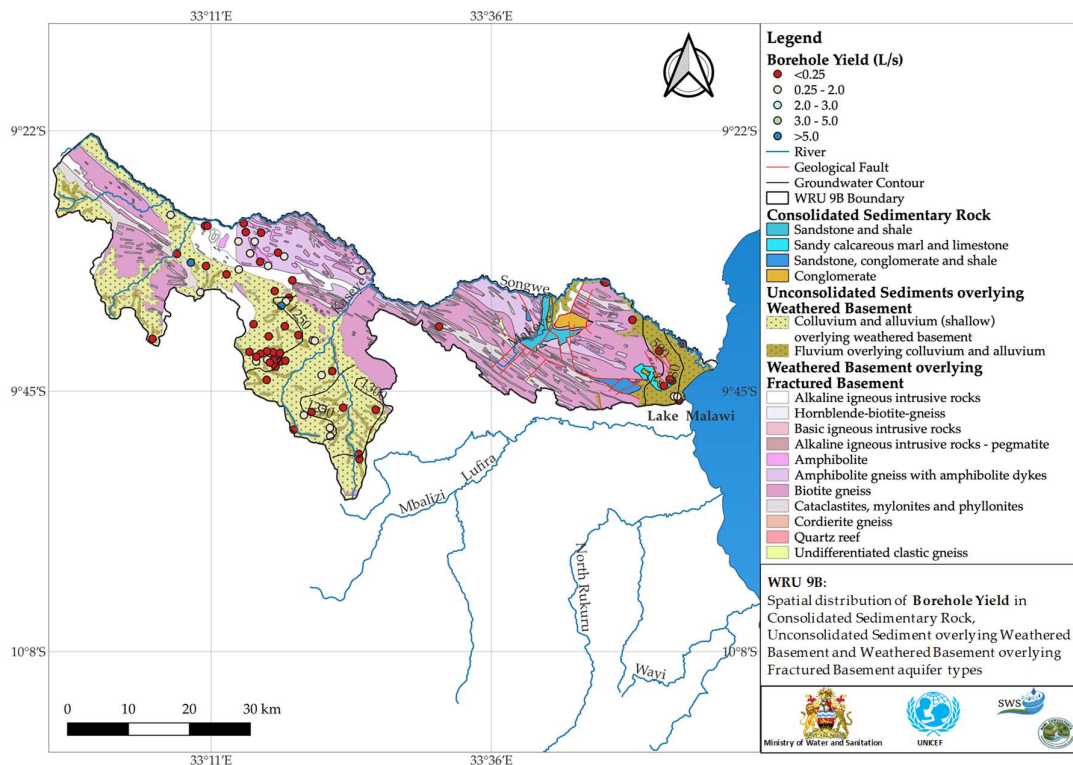 33°11'E
33°36'E
9°22'S
9°22'S
9°45'S
9°45'S
10°8'S
10°8'S
33°11'E
33°36'E
Songwe
Kaseye
1250
1300
Lake Malawi
Lufira
Mbalizi
North Rukuru
Wayi
0 10 20 30 km
Legend
Borehole Yield (L/s)
<0.25
0.25 - 2.0
2.0 - 3.0
3.0 - 5.0
>5.0
River
Geological Fault
Groundwater Contour
WRU 9B Boundary
Consolidated Sedimentary Rock
Sandstone and shale
Sandy calcareous marl and limestone
Sandstone, conglomerate and shale
Conglomerate
Unconsolidated Sediments overlying
Weathered Basement
Colluvium and alluvium (shallow)
overlying weathered basement
Fluvium overlying colluvium and alluvium
Weathered Basement overlying
Fractured Basement
Alkaline igneous intrusive rocks
Hornblende-biotite-gneiss
Basic igneous intrusive rocks
Alkaline igneous intrusive rocks - pegmatite
Amphibolite
Amphibolite gneiss with amphibolite dykes
Biotite gneiss
Cataclastites, mylonites and phyllonites
Cordierite gneiss
Quartz reef
Undifferentiated clastic gneiss
WRU 9B:
Spatial distribution of Borehole Yield in
Consolidated Sedimentary Rock,
Unconsolidated Sediment overlying Weathered
Basement and Weathered Basement overlying
Fractured Basement aquifer types
Ministry of Water and Sanitation
UNICEF
sws